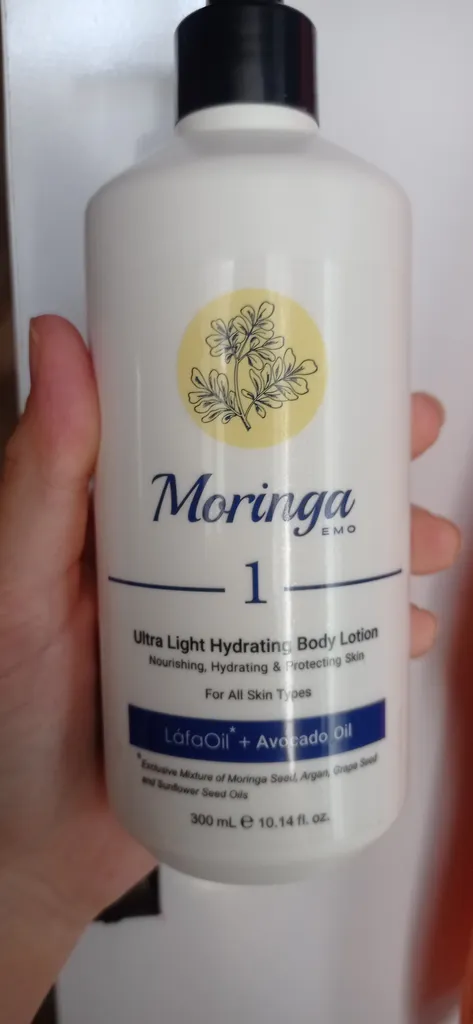 Moringa
EMO
1
Ultra Light Hydrating Body Lotion
Nourishing, Hydrating & Protecting Skin
For All Skin Types
LáfaOil* + Avocado Oil
*Exclusive Mixture of Moringa Seed, Argan, Grape Seed
and Sunflower Seed Oils
300 mL ℮ 10.14 fl. oz.